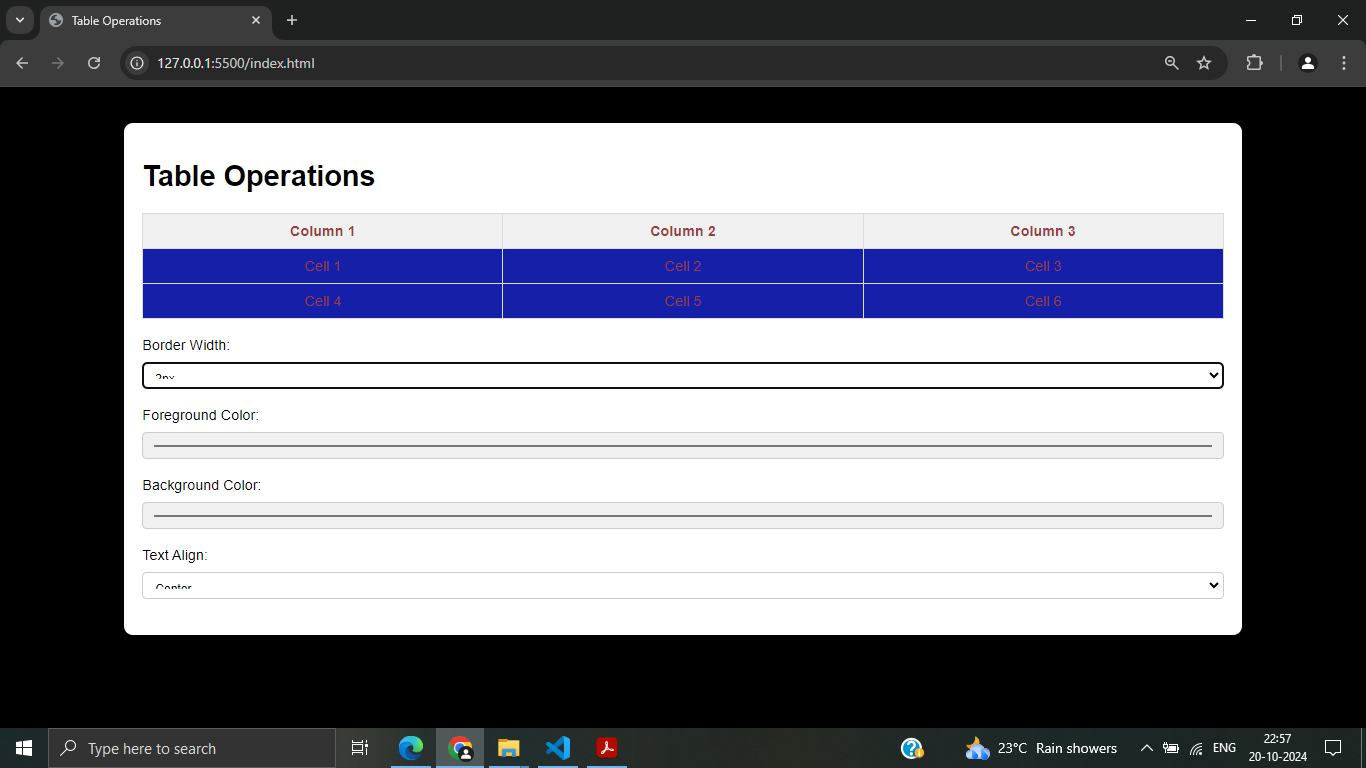 Table Operations
127.0.0.1:5500/index.html
Table Operations
Column 1 Column 2 Column 3
Cell 1 Cell 2 Cell 3
Cell 4 Cell 5 Cell 6
Border Width:
2px
Foreground Color:
Background Color:
Text Align:
Center
Type here to search
23°C Rain showers
ENG
22:57
20-10-2024